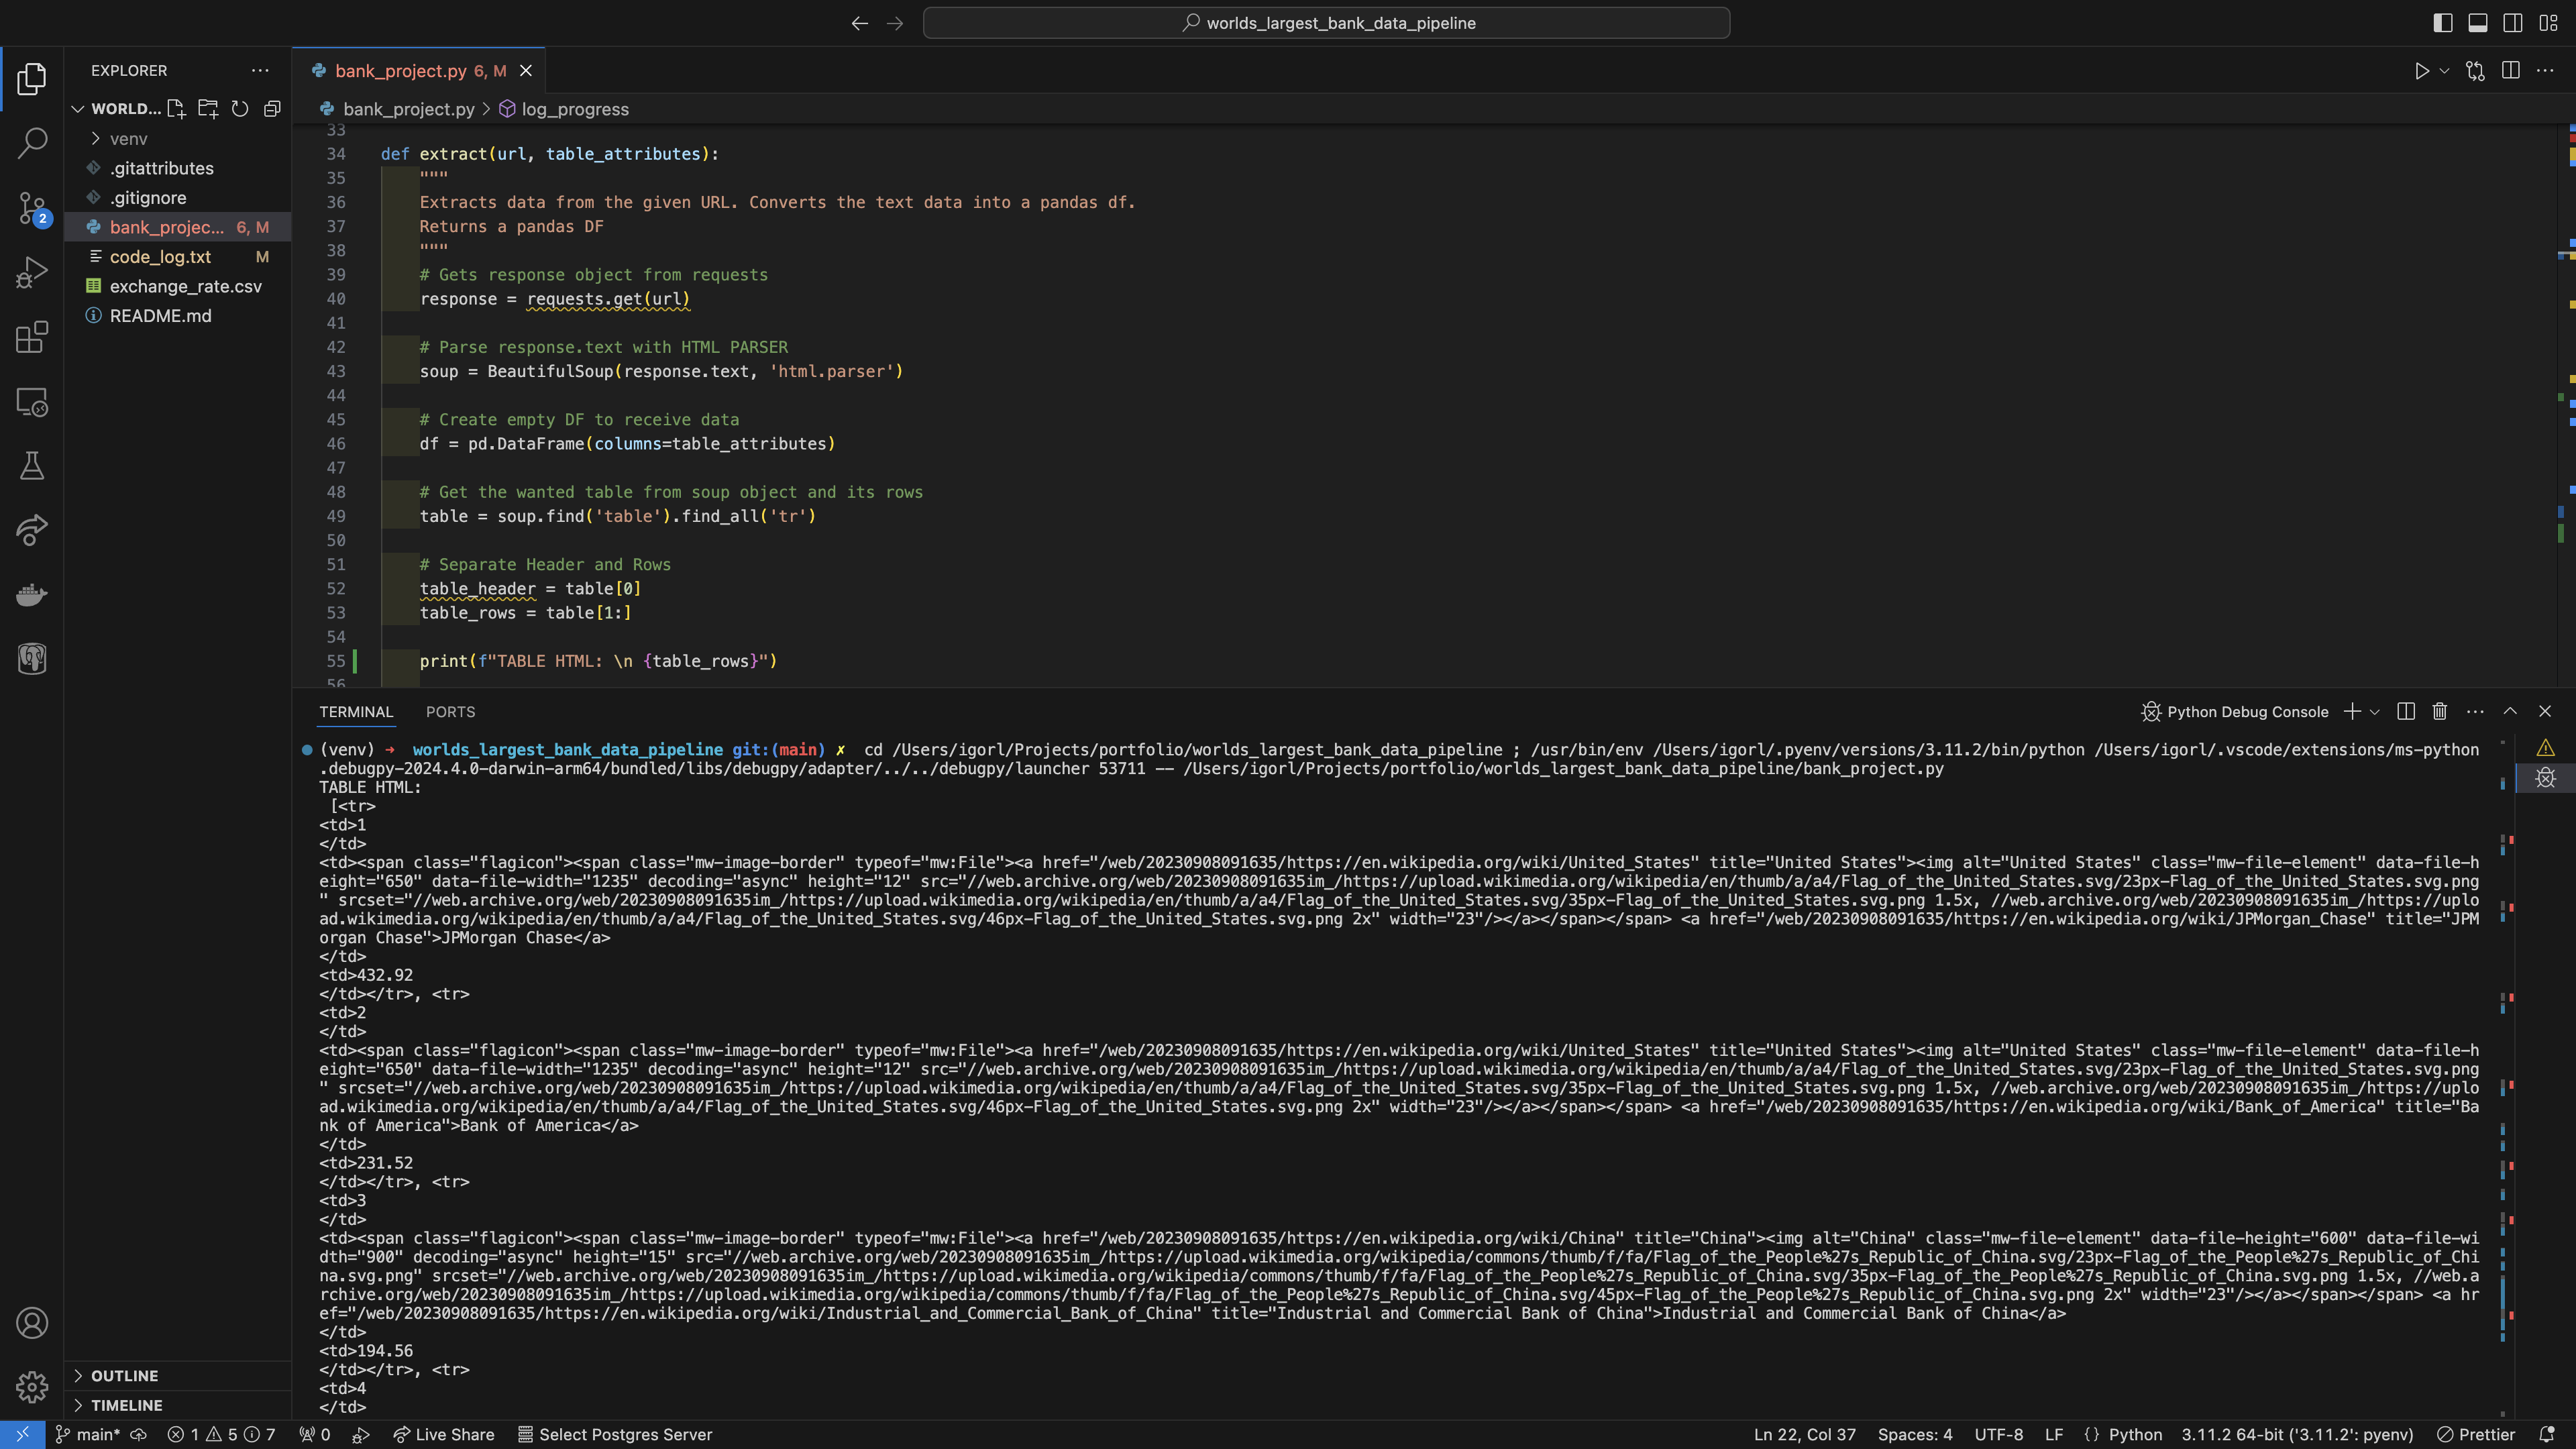 worlds_largest_bank_data_pipeline
EXPLORER
WORLD...
venv
.gitattributes
.gitignore
bank_projec... 6, M
code_log.txt M
exchange_rate.csv
README.md
OUTLINE
TIMELINE
2
bank_project.py 6, M
bank_project.py > log_progress
33
34 def extract(url, table_attributes):
35 """
36 Extracts data from the given URL. Converts the text data into a pandas df.
37 Returns a pandas DF
38 """
39 # Gets response object from requests
40 response = requests.get(url)
41
42 # Parse response.text with HTML PARSER
43 soup = BeautifulSoup(response.text, 'html.parser')
44
45 # Create empty DF to receive data
46 df = pd.DataFrame(columns=table_attributes)
47
48 # Get the wanted table from soup object and its rows
49 table = soup.find('table').find_all('tr')
50
51 # Separate Header and Rows
52 table_header = table[0]
53 table_rows = table[1:]
54
55 print(f"TABLE HTML: \n {table_rows}")
56
TERMINAL PORTS
Python Debug Console
(venv) ➜ worlds_largest_bank_data_pipeline git:(main) ✗ cd /Users/igorl/Projects/portfolio/worlds_largest_bank_data_pipeline ; /usr/bin/env /Users/igorl/.pyenv/versions/3.11.2/bin/python /Users/igorl/.vscode/extensions/ms-python
.debugpy-2024.4.0-darwin-arm64/bundled/libs/debugpy/adapter/../../debugpy/launcher 53711 -- /Users/igorl/Projects/portfolio/worlds_largest_bank_data_pipeline/bank_project.py
TABLE HTML:
[<tr>
<td>1
</td>
<td><span class="flagicon"><span class="mw-image-border" typeof="mw:File"><a href="/web/20230908091635/https://en.wikipedia.org/wiki/United_States" title="United States"><img alt="United States" class="mw-file-element" data-file-h
eight="650" data-file-width="1235" decoding="async" height="12" src="//web.archive.org/web/20230908091635im_/https://upload.wikimedia.org/wikipedia/en/thumb/a/a4/Flag_of_the_United_States.svg/23px-Flag_of_the_United_States.svg.png
" srcset="//web.archive.org/web/20230908091635im_/https://upload.wikimedia.org/wikipedia/en/thumb/a/a4/Flag_of_the_United_States.svg/35px-Flag_of_the_United_States.svg.png 1.5x, //web.archive.org/web/20230908091635im_/https://uplo
ad.wikimedia.org/wikipedia/en/thumb/a/a4/Flag_of_the_United_States.svg/46px-Flag_of_the_United_States.svg.png 2x" width="23"/></a></span></span> <a href="/web/20230908091635/https://en.wikipedia.org/wiki/JPMorgan_Chase" title="JPM
organ Chase">JPMorgan Chase</a>
</td>
<td>432.92
</td></tr>, <tr>
<td>2
</td>
<td><span class="flagicon"><span class="mw-image-border" typeof="mw:File"><a href="/web/20230908091635/https://en.wikipedia.org/wiki/United_States" title="United States"><img alt="United States" class="mw-file-element" data-file-h
eight="650" data-file-width="1235" decoding="async" height="12" src="//web.archive.org/web/20230908091635im_/https://upload.wikimedia.org/wikipedia/en/thumb/a/a4/Flag_of_the_United_States.svg/23px-Flag_of_the_United_States.svg.png
" srcset="//web.archive.org/web/20230908091635im_/https://upload.wikimedia.org/wikipedia/en/thumb/a/a4/Flag_of_the_United_States.svg/35px-Flag_of_the_United_States.svg.png 1.5x, //web.archive.org/web/20230908091635im_/https://uplo
ad.wikimedia.org/wikipedia/en/thumb/a/a4/Flag_of_the_United_States.svg/46px-Flag_of_the_United_States.svg.png 2x" width="23"/></a></span></span> <a href="/web/20230908091635/https://en.wikipedia.org/wiki/Bank_of_America" title="Ba
nk of America">Bank of America</a>
</td>
<td>231.52
</td></tr>, <tr>
<td>3
</td>
<td><span class="flagicon"><span class="mw-image-border" typeof="mw:File"><a href="/web/20230908091635/https://en.wikipedia.org/wiki/China" title="China"><img alt="China" class="mw-file-element" data-file-height="600" data-file-wi
dth="900" decoding="async" height="15" src="//web.archive.org/web/20230908091635im_/https://upload.wikimedia.org/wikipedia/commons/thumb/f/fa/Flag_of_the_People%27s_Republic_of_China.svg/23px-Flag_of_the_People%27s_Republic_of_Chi
na.svg.png" srcset="//web.archive.org/web/20230908091635im_/https://upload.wikimedia.org/wikipedia/commons/thumb/f/fa/Flag_of_the_People%27s_Republic_of_China.svg/35px-Flag_of_the_People%27s_Republic_of_China.svg.png 1.5x, //web.a
rchive.org/web/20230908091635im_/https://upload.wikimedia.org/wikipedia/commons/thumb/f/fa/Flag_of_the_People%27s_Republic_of_China.svg/45px-Flag_of_the_People%27s_Republic_of_China.svg.png 2x" width="23"/></a></span></span> <a hr
ef="/web/20230908091635/https://en.wikipedia.org/wiki/Industrial_and_Commercial_Bank_of_China" title="Industrial and Commercial Bank of China">Industrial and Commercial Bank of China</a>
</td>
<td>194.56
</td></tr>, <tr>
<td>4
</td>
main* 1 5 7 0 Live Share Select Postgres Server Ln 22, Col 37 Spaces: 4 UTF-8 LF {} Python 3.11.2 64-bit ('3.11.2': pyenv) Prettier